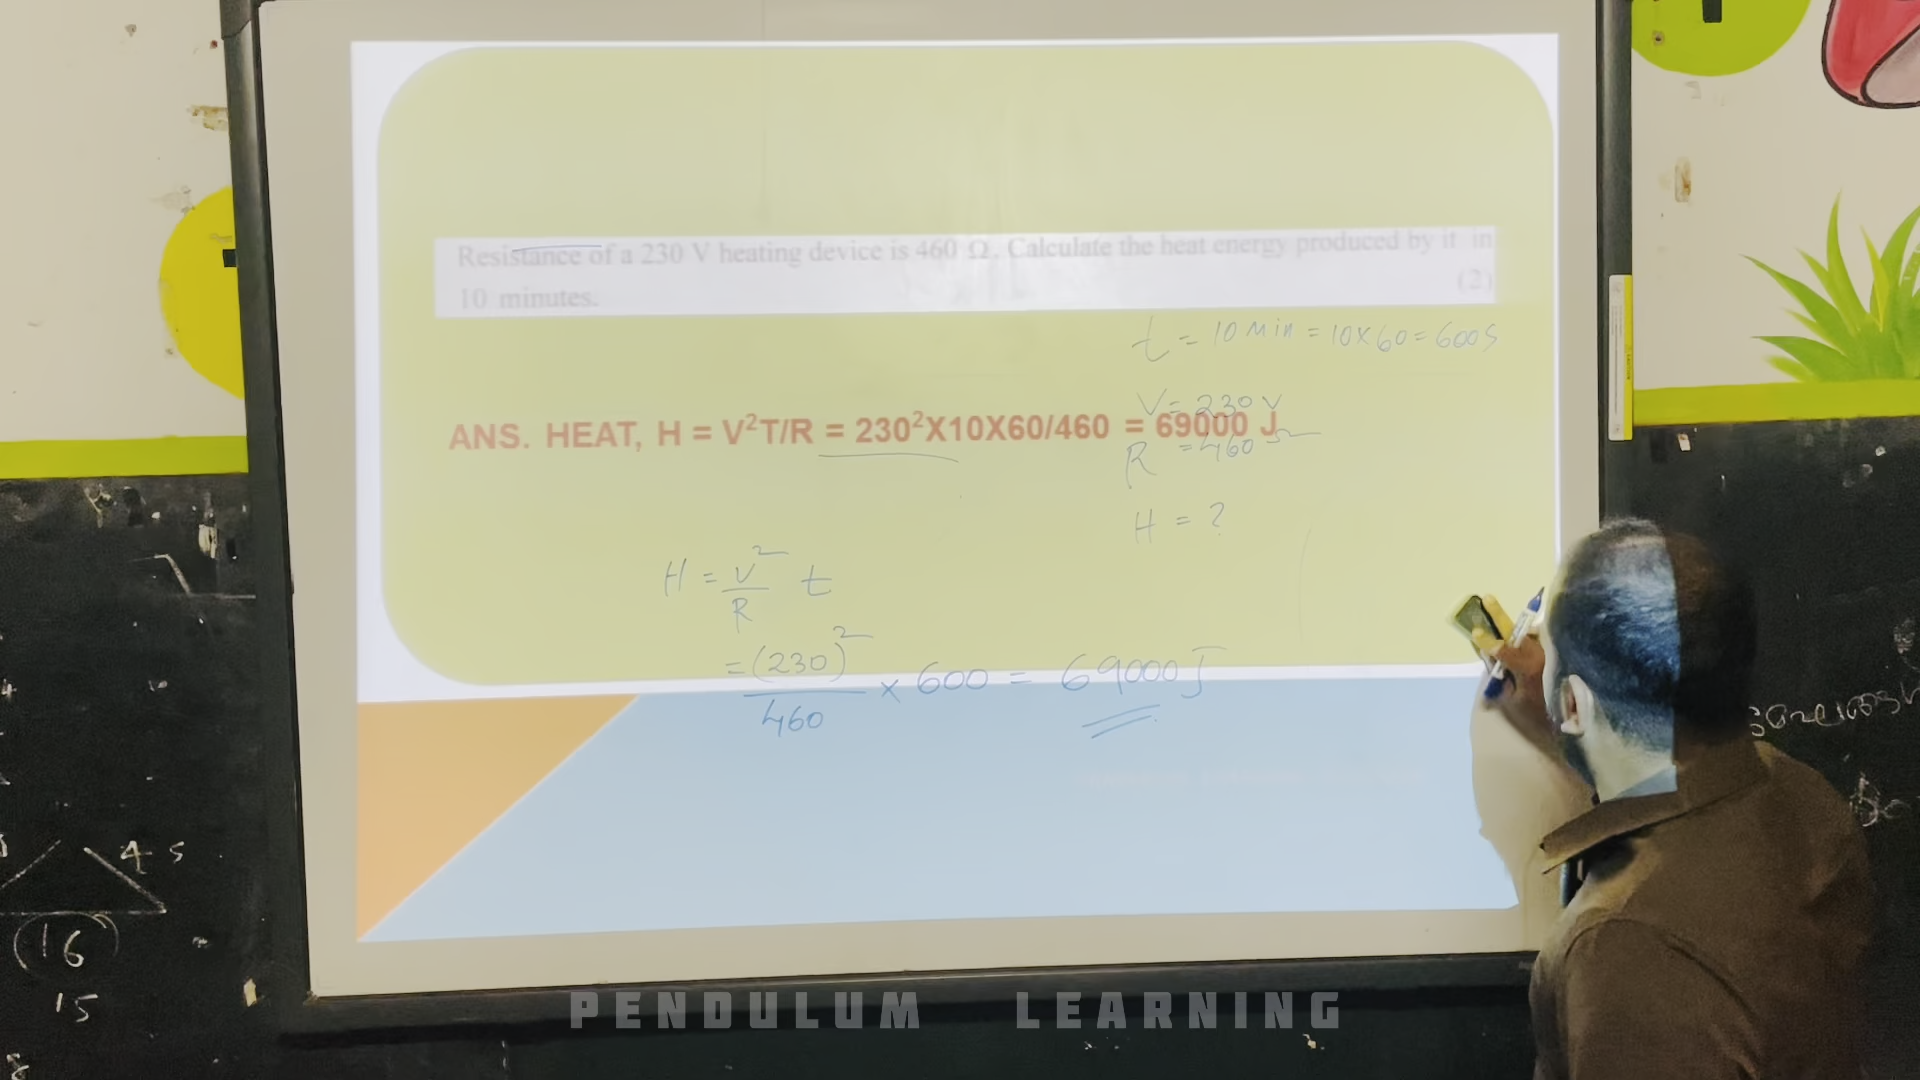 Resistance of a 230 V heating device is 460 Ω. Calculate the heat energy produced by it in
10 minutes. (2)
t = 10 Min = 10X60 = 600S
V = 230 V
ANS. HEAT, H = V²T/R = 230²X10X60/460 = 69000 J
R = 460 Ω
H = ?
H = V²/R t
= (230)²/460 × 600 = 69000 J
45
16
15
8
PENDULUM LEARNING